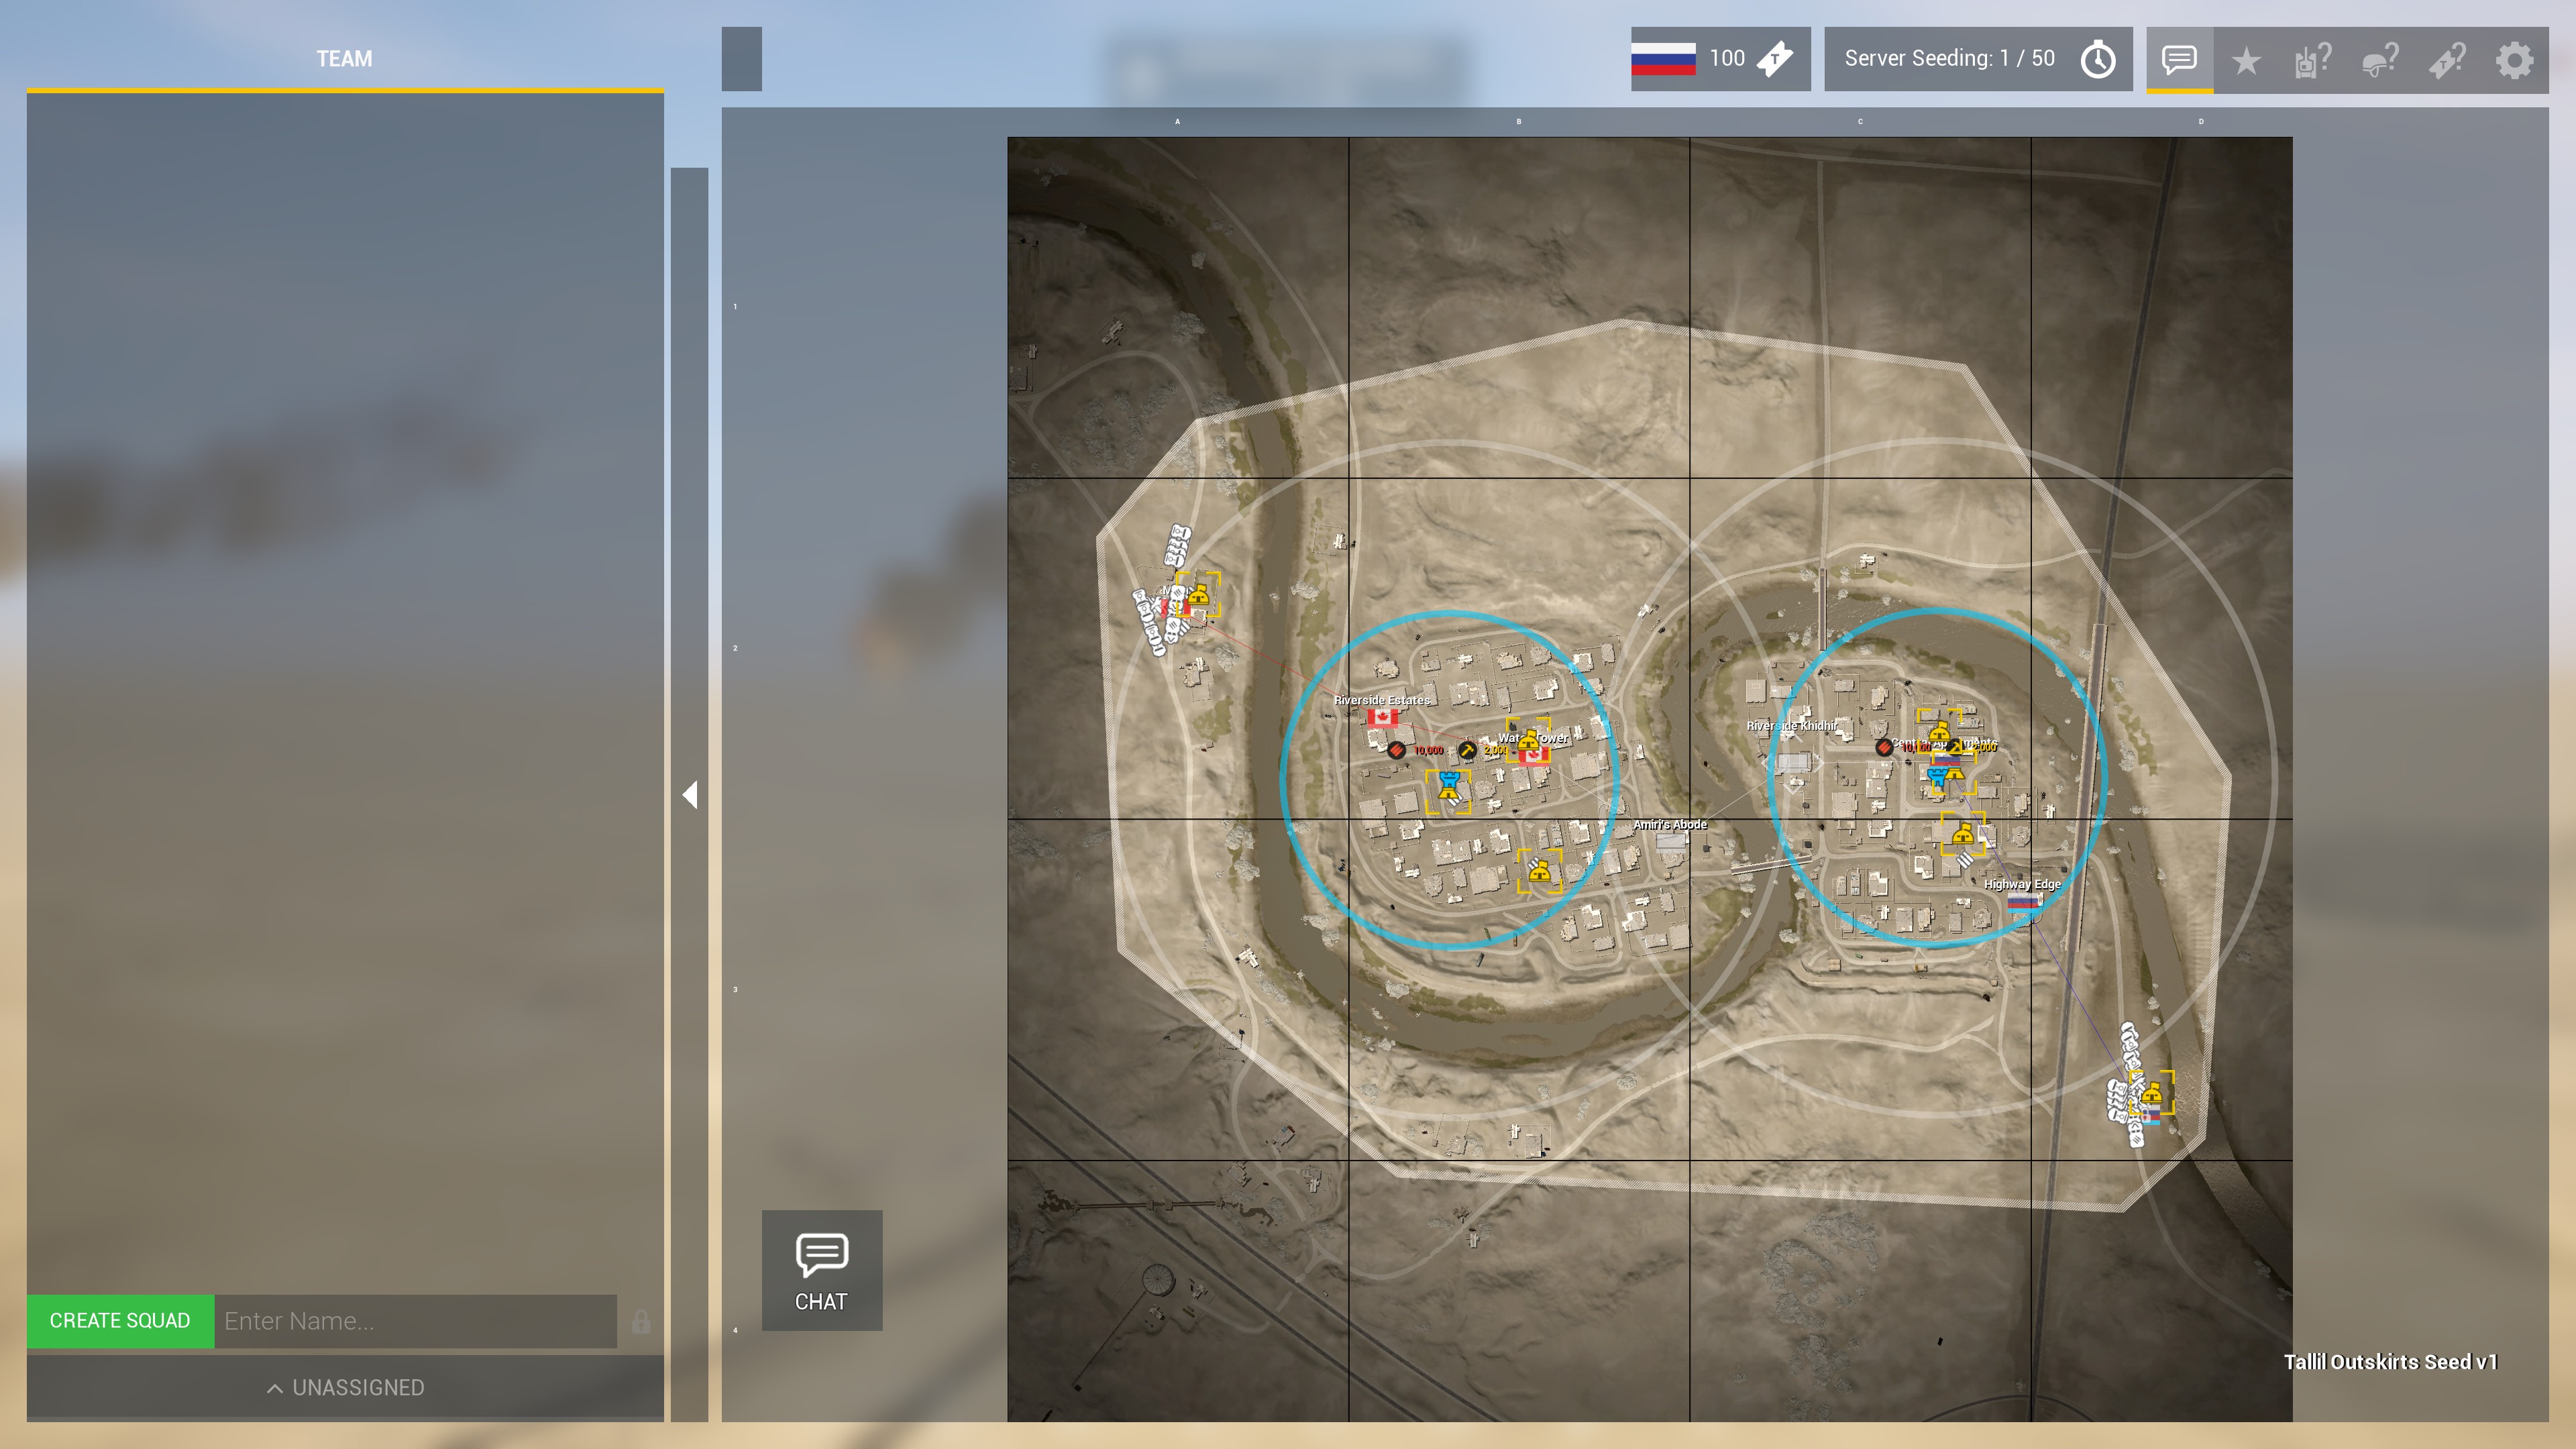 TEAM
100
Server Seeding: 1 / 50
A
B
C
D
1
2
3
4
Riverside Estates
10,000
Riverside Khidhir
Amiri's Abode
Highway Edge
CHAT
CREATE SQUAD
Enter Name...
UNASSIGNED
Tallil Outskirts Seed v1